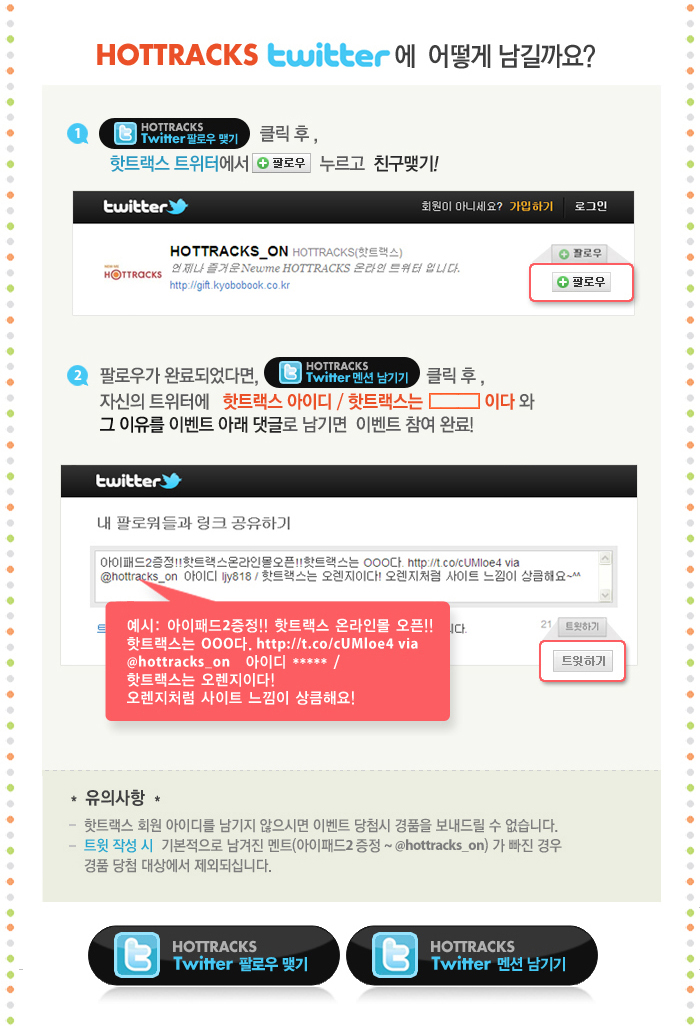 HOTTRACKS twitter에 어떻게 남길까요?
1 HOTTRACKS Twitter 팔로우 맺기 클릭 후 ,
핫트랙스 트위터에서 팔로우 누르고 친구맺기!
twitter 회원이 아니세요? 가입하기 로그인
HOTTRACKS_ON HOTTRACKS(핫트랙스)
언제나 즐거운 Newme HOTTRACKS 온라인 트위터 입니다.
HOTTRACKS
http://gift.kyobobook.co.kr
팔로우
팔로우
2 팔로우가 완료되었다면, HOTTRACKS Twitter 멘션 남기기 클릭 후 ,
자신의 트위터에 핫트랙스 아이디 / 핫트랙스는 이다 와
그 이유를 이벤트 아래 댓글로 남기면 이벤트 참여 완료!
twitter
내 팔로워들과 링크 공유하기
아이패드2증정!!핫트랙스온라인몰오픈!!핫트랙스는 OOO다. http://t.co/cUMloe4 via
@hottracks_on 아이디 ljy818 / 핫트랙스는 오렌지이다! 오렌지처럼 사이트 느낌이 상큼해요~^^
트 니다. 21 트윗하기
트윗하기
예시: 아이패드2증정!! 핫트랙스 온라인몰 오픈!!
핫트랙스는 OOO다. http://t.co/cUMloe4 via
@hottracks_on 아이디 ***** /
핫트랙스는 오렌지이다!
오렌지처럼 사이트 느낌이 상큼해요!
* 유의사항 *
- 핫트랙스 회원 아이디를 남기지 않으시면 이벤트 당첨시 경품을 보내드릴 수 없습니다.
- 트윗 작성 시 기본적으로 남겨진 멘트(아이패드2 증정 ~ @hottracks_on) 가 빠진 경우
경품 당첨 대상에서 제외되십니다.
HOTTRACKS
Twitter 팔로우 맺기
HOTTRACKS
Twitter 멘션 남기기